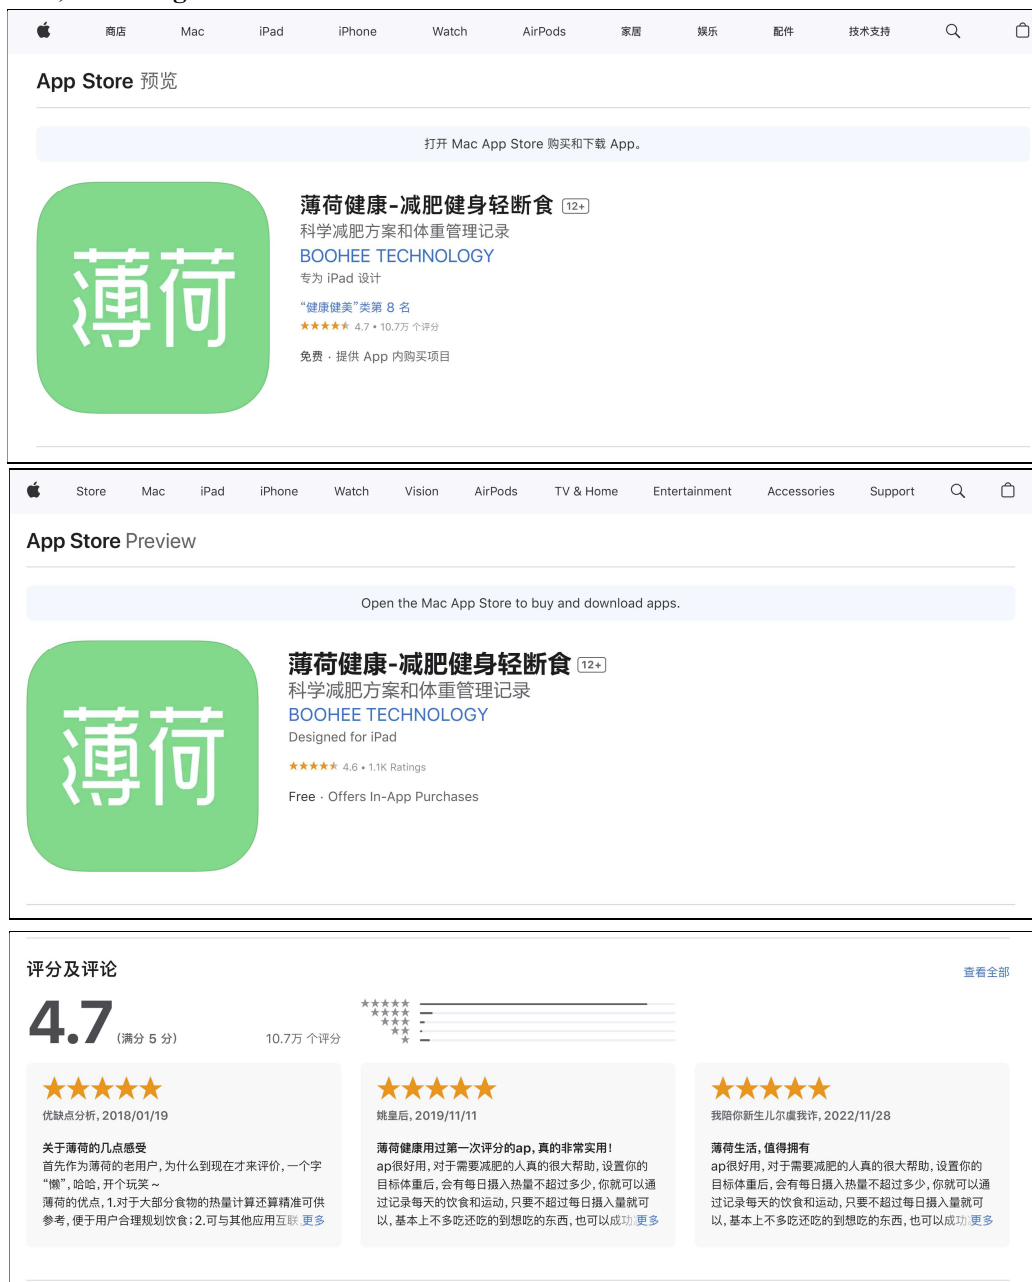 商店 Mac iPad iPhone Watch AirPods 家居 娱乐 配件 技术支持
App Store 预览
打开 Mac App Store 购买和下载 App。
薄荷
薄荷健康-减肥健身轻断食 12+
科学减肥方案和体重管理记录
BOOHEE TECHNOLOGY
专为 iPad 设计
“健康健美”类第 8 名
★★★★★ 4.7 • 10.7万 个评分
免费 · 提供 App 内购买项目
Store Mac iPad iPhone Watch Vision AirPods TV & Home Entertainment Accessories Support
App Store Preview
Open the Mac App Store to buy and download apps.
薄荷
薄荷健康-减肥健身轻断食 12+
科学减肥方案和体重管理记录
BOOHEE TECHNOLOGY
Designed for iPad
★★★★★ 4.6 • 1.1K Ratings
Free · Offers In-App Purchases
评分及评论 查看全部
4.7 (满分 5 分) 10.7万 个评分
★★★★★
★★★★
★★★
★★
★
★★★★★
优缺点分析, 2018/01/19
关于薄荷的几点感受
首先作为薄荷的老用户,为什么到现在才来评价,一个字
“懒”,哈哈,开个玩笑~
薄荷的优点,1.对于大部分食物的热量计算还算精准可供
参考,便于用户合理规划饮食;2.可与其他应用互联 更多
★★★★★
姚皇后, 2019/11/11
薄荷健康用过第一次评分的ap,真的非常实用!
ap很好用,对于需要减肥的人真的很大帮助,设置你的
目标体重后,会有每日摄入热量不超过多少,你就可以通
过记录每天的饮食和运动,只要不超过每日摄入量就可
以,基本上不多吃还吃的到想吃的东西,也可以成功 更多
★★★★★
我陪你新生儿尔虞我诈, 2022/11/28
薄荷生活,值得拥有
ap很好用,对于需要减肥的人真的很大帮助,设置你的
目标体重后,会有每日摄入热量不超过多少,你就可以通
过记录每天的饮食和运动,只要不超过每日摄入量就可
以,基本上不多吃还吃的到想吃的东西,也可以成功 更多